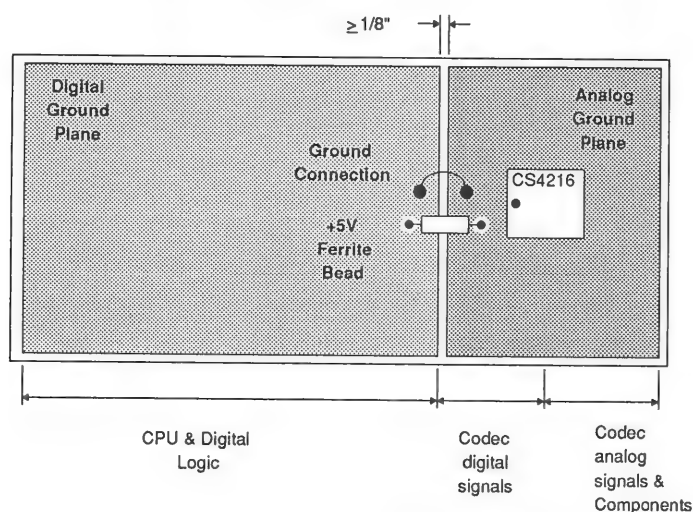 ≥ 1/8"
Digital
Ground
Plane
Analog
Ground
Plane
Ground
Connection
CS4216
+5V
Ferrite
Bead
CPU & Digital
Logic
Codec
digital
signals
Codec
analog
signals &
Components